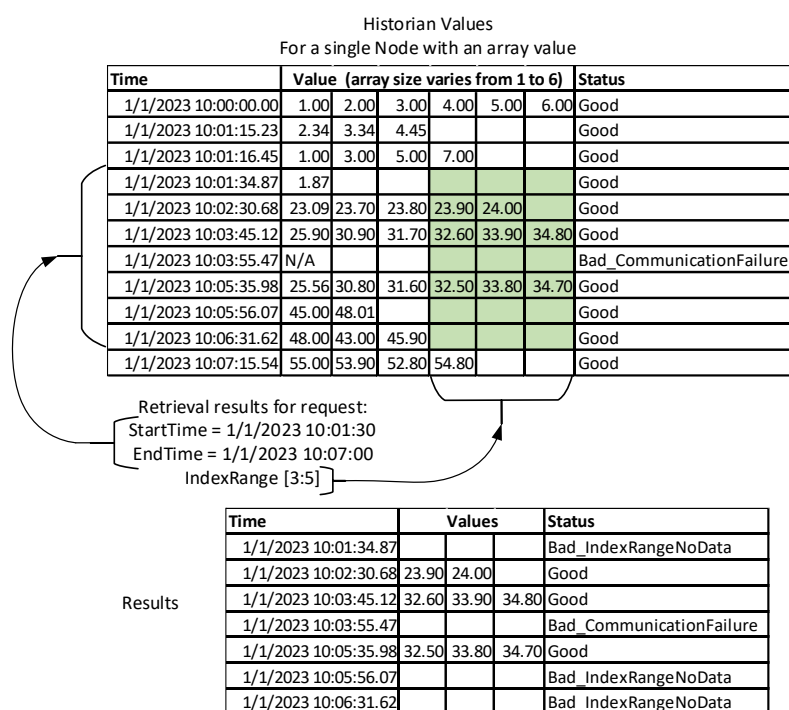 Historian Values
For a single Node with an array value
Time Value (array size varies from 1 to 6) Status
1/1/2023 10:00:00.00 1.00 2.00 3.00 4.00 5.00 6.00 Good
1/1/2023 10:01:15.23 2.34 3.34 4.45 Good
1/1/2023 10:01:16.45 1.00 3.00 5.00 7.00 Good
1/1/2023 10:01:34.87 1.87 Good
1/1/2023 10:02:30.68 23.09 23.70 23.80 23.90 24.00 Good
1/1/2023 10:03:45.12 25.90 30.90 31.70 32.60 33.90 34.80 Good
1/1/2023 10:03:55.47 N/A Bad_CommunicationFailure
1/1/2023 10:05:35.98 25.56 30.80 31.60 32.50 33.80 34.70 Good
1/1/2023 10:05:56.07 45.00 48.01 Good
1/1/2023 10:06:31.62 48.00 43.00 45.90 Good
1/1/2023 10:07:15.54 55.00 53.90 52.80 54.80 Good
Retrieval results for request:
StartTime = 1/1/2023 10:01:30
EndTime = 1/1/2023 10:07:00
IndexRange [3:5]
Time Values Status
1/1/2023 10:01:34.87 Bad_IndexRangeNoData
1/1/2023 10:02:30.68 23.90 24.00 Good
Results
1/1/2023 10:03:45.12 32.60 33.90 34.80 Good
1/1/2023 10:03:55.47 Bad_CommunicationFailure
1/1/2023 10:05:35.98 32.50 33.80 34.70 Good
1/1/2023 10:05:56.07 Bad_IndexRangeNoData
1/1/2023 10:06:31.62 Bad_IndexRangeNoData